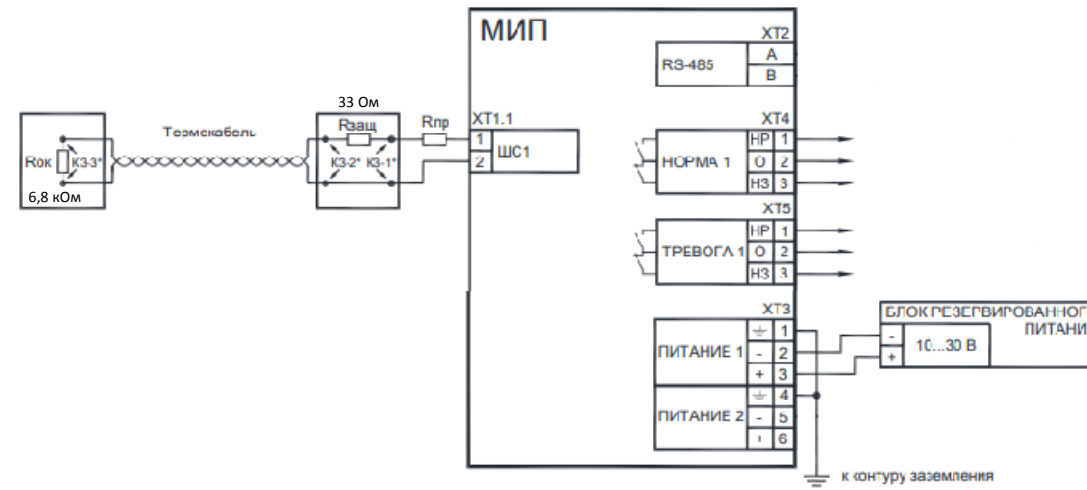 МИП
XT2
RS-485
A
B
33 Ом
Rзащ
Rпр
XT1.1
1
2
ШС1
Термокабель
Rок
КЗ-3*
КЗ-2*
КЗ-1*
6,8 кОм
XT4
НОРМА 1
НР 1
О 2
НЗ 3
XT5
ТРЕВОГА 1
НР 1
О 2
НЗ 3
XT3
ПИТАНИЕ 1
1
- 2
+ 3
ПИТАНИЕ 2
4
- 5
6
БЛОК РЕЗЕРВИРОВАННОГО
ПИТАНИ
-
+
10...30 В
к контуру заземления